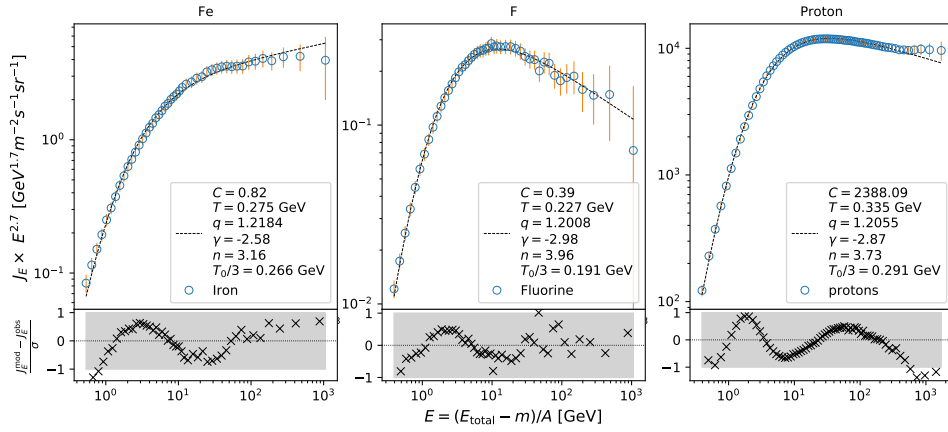 Fe
F
Proton
J_E × E^{2.7} [GeV^{1.7}m^{-2}s^{-1}sr^{-1}]
10^0
10^{-1}
C = 0.82
T = 0.275 GeV
q = 1.2184
γ = -2.58
n = 3.16
T_0/3 = 0.266 GeV
Iron
10^{-1}
10^{-2}
C = 0.39
T = 0.227 GeV
q = 1.2008
γ = -2.98
n = 3.96
T_0/3 = 0.191 GeV
Fluorine
10^4
10^3
10^2
C = 2388.09
T = 0.335 GeV
q = 1.2055
γ = -2.87
n = 3.73
T_0/3 = 0.291 GeV
protons
\frac{J_E^{mod} − J_E^{obs}}{σ}
1
0
−1
10^0 10^1 10^2 10^3
1
0
−1
10^0 10^1 10^2 10^3
1
0
−1
10^0 10^1 10^2 10^3
E = (E_{total} − m)/A [GeV]